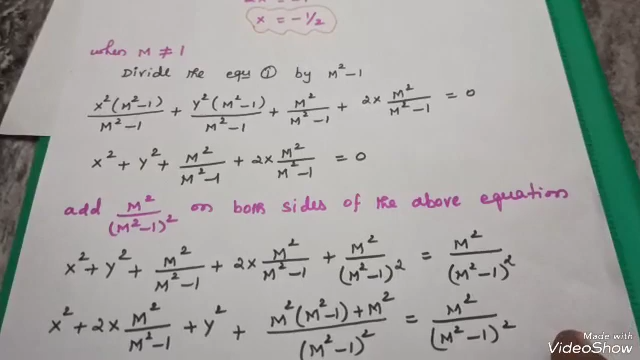 2x = -1
x = -1/2
when M ≠ 1
Divide the equ ① by M²-1
x²(M²-1)/M²-1 + y²(M²-1)/M²-1 + M²/M²-1 + 2x M²/M²-1 = 0
x² + y² + M²/M²-1 + 2x M²/M²-1 = 0
add M²/(M²-1)² on both sides of the above equation
x² + y² + M²/M²-1 + 2x M²/M²-1 + M²/(M²-1)² = M²/(M²-1)²
x² + 2x M²/M²-1 + y² + M²(M²-1)+M²/(M²-1)² = M²/(M²-1)²
Made with
VideoShow